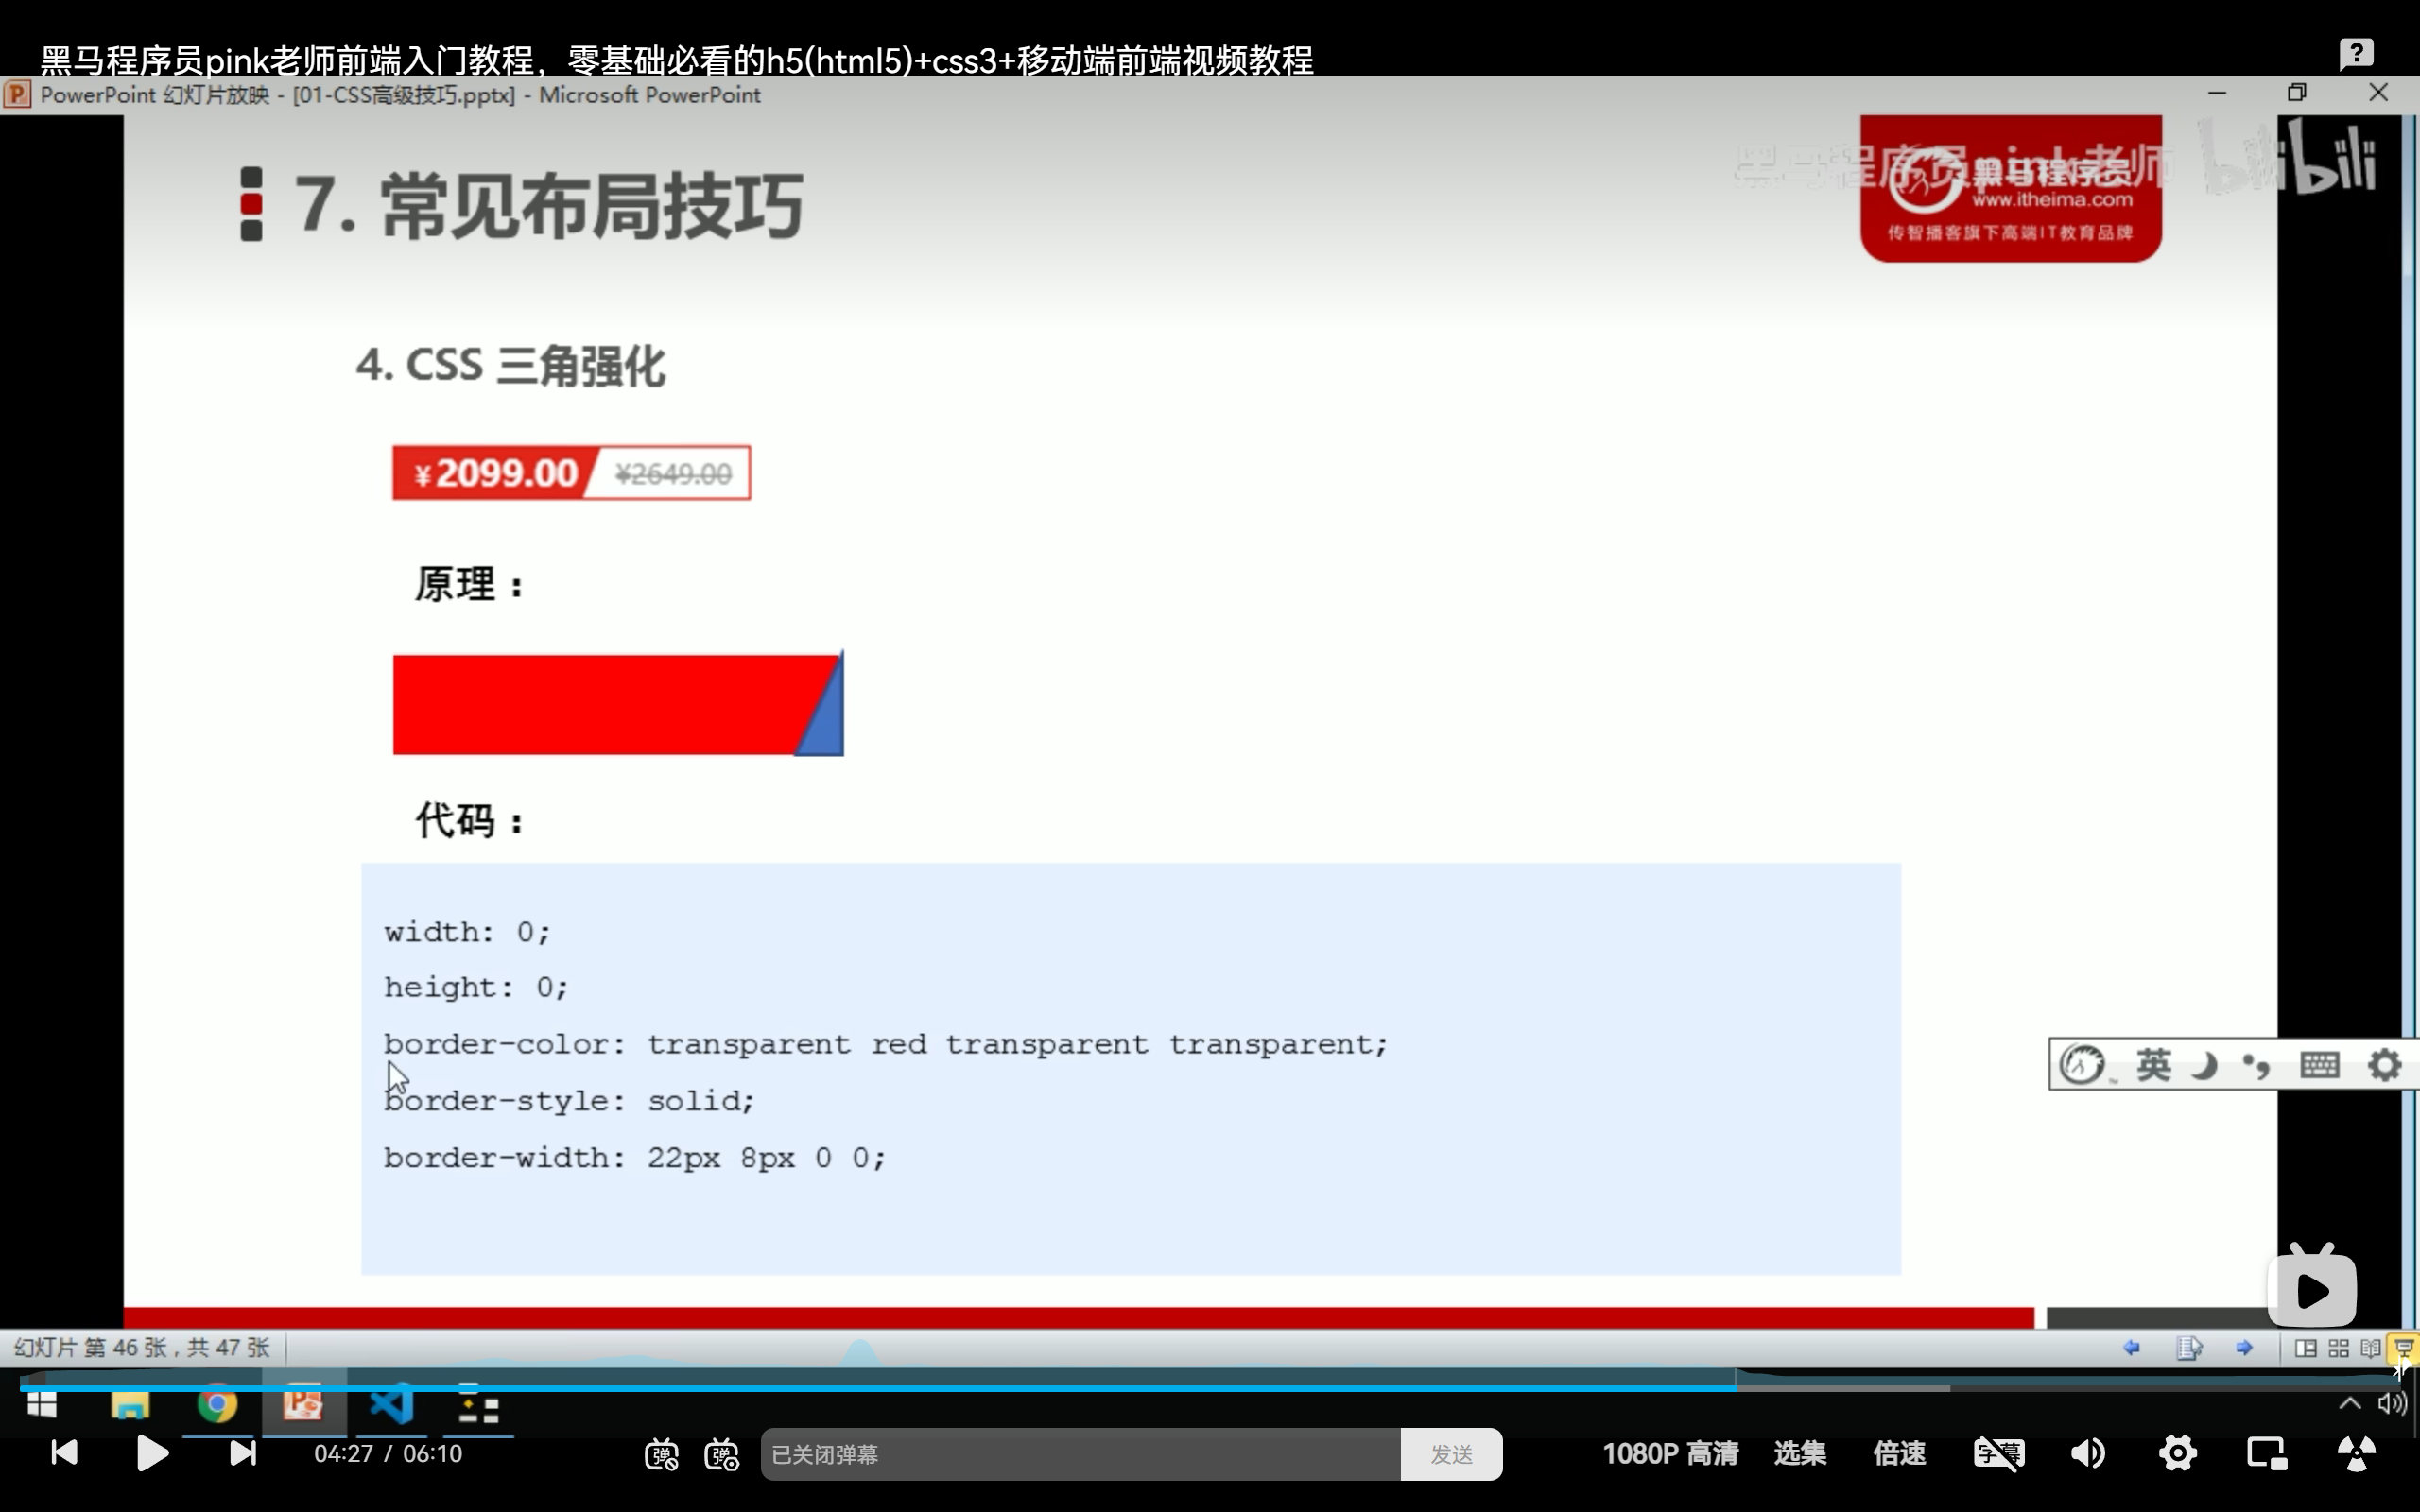 黑马程序员pink老师前端入门教程，零基础必看的h5(html5)+css3+移动端前端视频教程
PowerPoint 幻灯片放映 - [01-CSS高级技巧.pptx] - Microsoft PowerPoint
7. 常见布局技巧
黑马程序员pink老师
bilibili
黑马程序员
www.itheima.com
传智播客旗下高端IT教育品牌
4. CSS 三角强化
¥2099.00 ¥2649.00
原理：
代码：
width: 0;
height: 0;
border-color: transparent red transparent transparent;
border-style: solid;
border-width: 22px 8px 0 0;
英
幻灯片 第 46 张，共 47 张
04:27 / 06:10
弹
弹
已关闭弹幕
发送
1080P 高清
选集
倍速
字幕